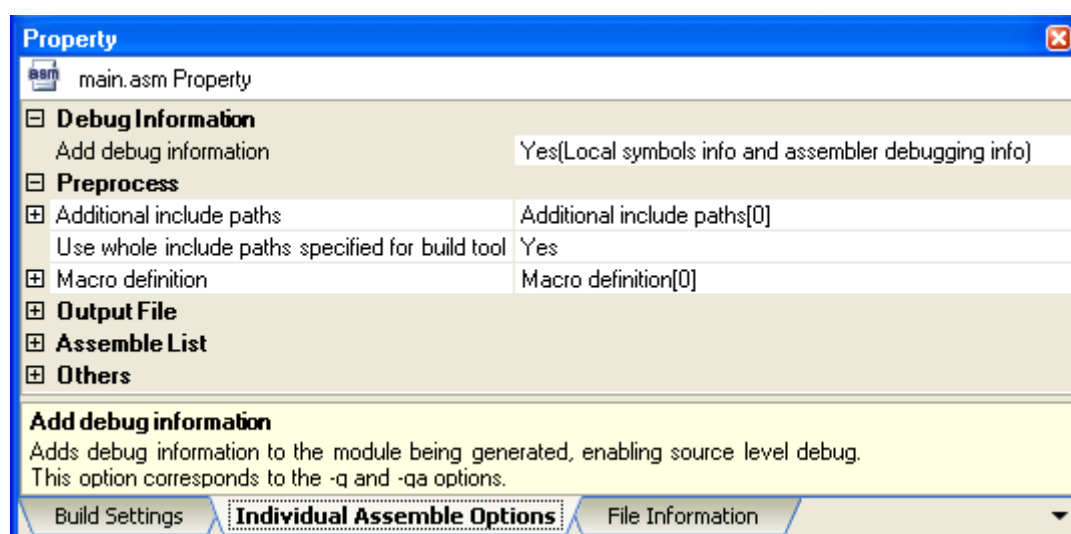 Property
asm main.asm Property
Debug Information
Add debug information Yes(Local symbols info and assembler debugging info)
Preprocess
Additional include paths Additional include paths[0]
Use whole include paths specified for build tool Yes
Macro definition Macro definition[0]
Output File
Assemble List
Others
Add debug information
Adds debug information to the module being generated, enabling source level debug.
This option corresponds to the -g and -ga options.
Build Settings Individual Assemble Options File Information